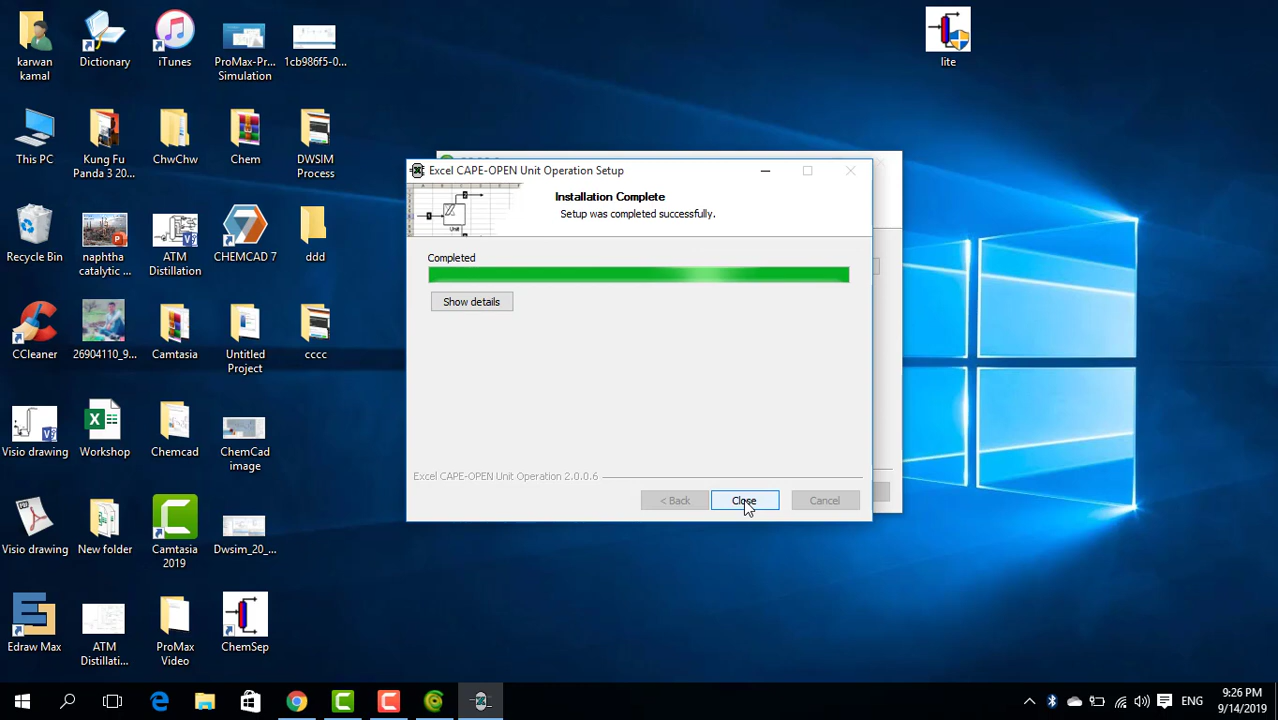 karwan
kamal
Dictionary
iTunes
ProMax-Pr...
Simulation
1cb986f5-0...
lite
This PC
Kung Fu
Panda 3 20...
ChwChw
Chem
DWSIM
Process
Recycle Bin
naphtha
catalytic ...
ATM
Distillation
CHEMCAD 7
ddd
CCleaner
26904110_9...
Camtasia
Untitled
Project
cccc
Visio drawing
Workshop
Chemcad
ChemCad
image
Visio drawing
New folder
Camtasia
2019
Dwsim_20_...
Edraw Max
ATM
Distillati...
ProMax
Video
ChemSep
Excel CAPE-OPEN Unit Operation Setup
Installation Complete
Setup was completed successfully.
Unit
Completed
Show details
Excel CAPE-OPEN Unit Operation 2.0.0.6
< Back
Close
Cancel
ENG
9:26 PM
9/14/2019